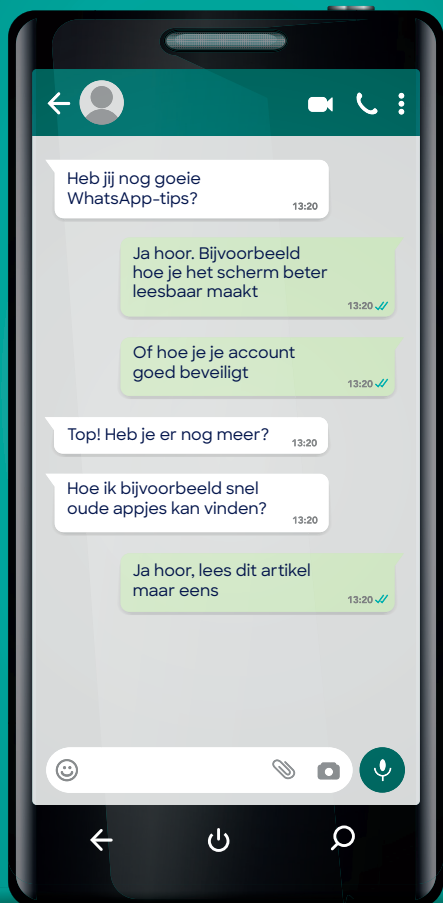 Heb jij nog goeie
WhatsApp-tips?
13:20
Ja hoor. Bijvoorbeeld
hoe je het scherm beter
leesbaar maakt
13:20
Of hoe je je account
goed beveiligt
13:20
Top! Heb je er nog meer?
13:20
Hoe ik bijvoorbeeld snel
oude appjes kan vinden?
13:20
Ja hoor, lees dit artikel
maar eens
13:20